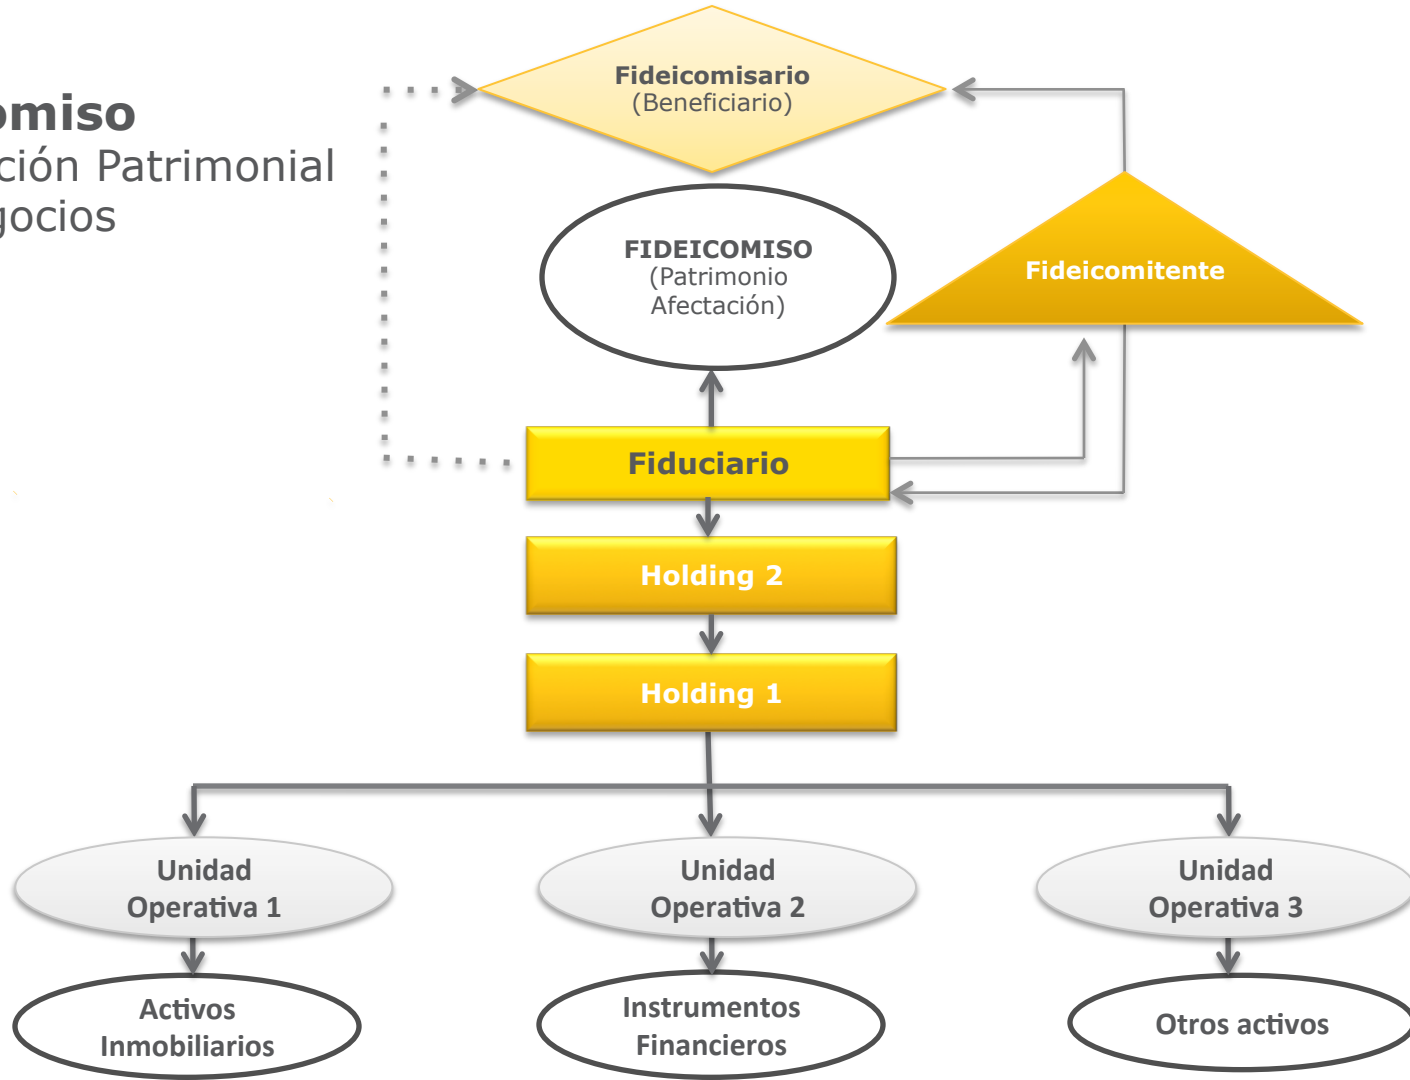 omiso
ción Patrimonial
gocios
Fideicomisario
(Beneficiario)
FIDEICOMISO
(Patrimonio
Afectación)
Fideicomitente
Fiduciario
Holding 2
Holding 1
Unidad
Operativa 1
Unidad
Operativa 2
Unidad
Operativa 3
Activos
Inmobiliarios
Instrumentos
Financieros
Otros activos